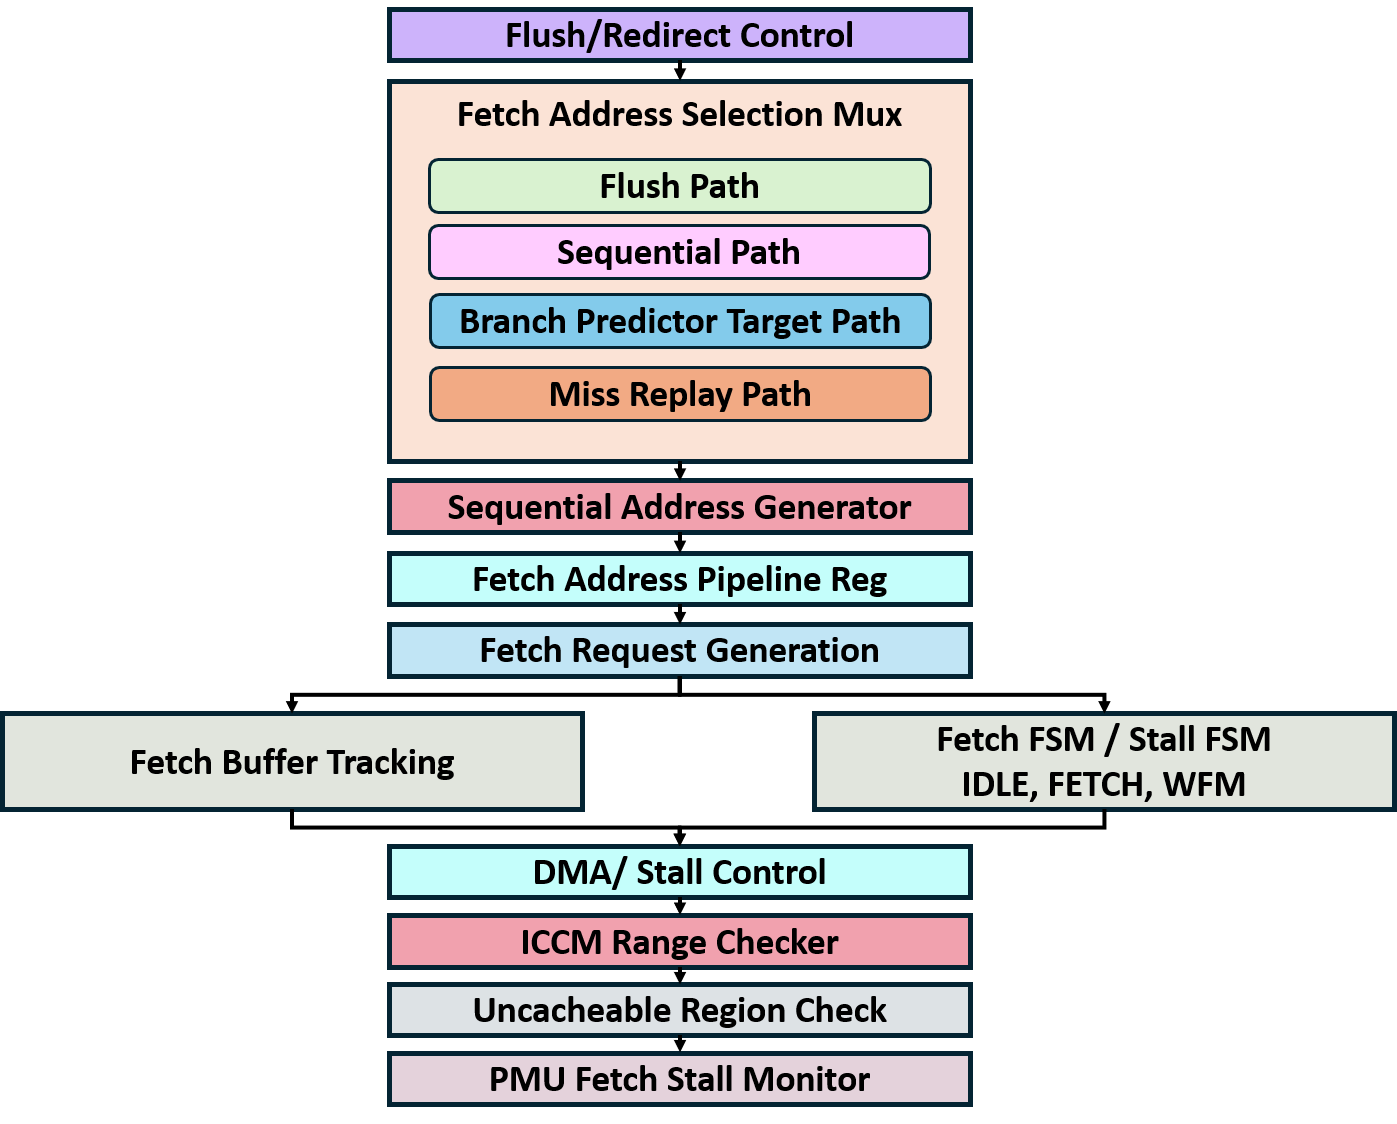 Flush/Redirect Control
Fetch Address Selection Mux
Flush Path
Sequential Path
Branch Predictor Target Path
Miss Replay Path
Sequential Address Generator
Fetch Address Pipeline Reg
Fetch Request Generation
Fetch Buffer Tracking
Fetch FSM / Stall FSM
IDLE, FETCH, WFM
DMA/ Stall Control
ICCM Range Checker
Uncacheable Region Check
PMU Fetch Stall Monitor